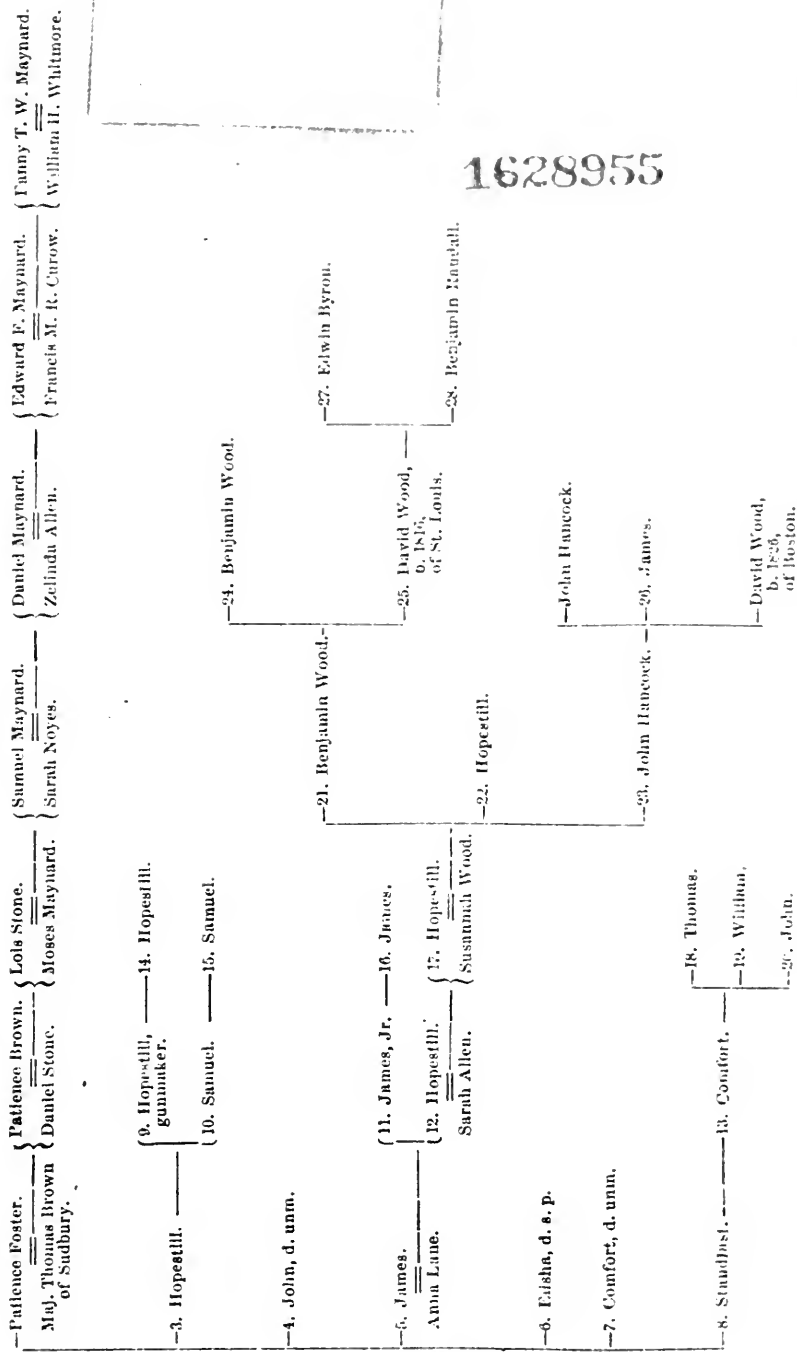 —Patience Foster.
Maj. Thomas Brown
of Sudbury.
Patience Brown.
Daniel Stone.
Lois Stone.
Moses Maynard.
Samuel Maynard.
Sarah Noyes.
Daniel Maynard.
Zelinda Allen.
Edward F. Maynard.
Francis M. R. Curow.
Fanny T. W. Maynard.
William H. Whitmore.
—3. Hopestill.
9. Hopestill,
gunmaker.
—14. Hopestill.
10. Samuel.
—15. Samuel.
—4. John, d. unm.
—5. James.
Anna Lane.
11. James, Jr.
—16. James.
12. Hopestill.
Sarah Allen.
17. Hopestill.
Susannah Wood.
—21. Benjamin Wood.
—24. Benjamin Wood.
—25. David Wood,
b. 1816,
of St. Louis.
—27. Edwin Byron.
—28. Benjamin Randall.
—22. Hopestill.
—23. John Hancock.
—John Hancock.
—26. James.
—David Wood,
b. 1826,
of Boston.
—6. Elisha, d. s. p.
—7. Comfort, d. unm.
—8. Standfast.
—13. Comfort.
—18. Thomas.
—19. William.
—20. John.
1628955